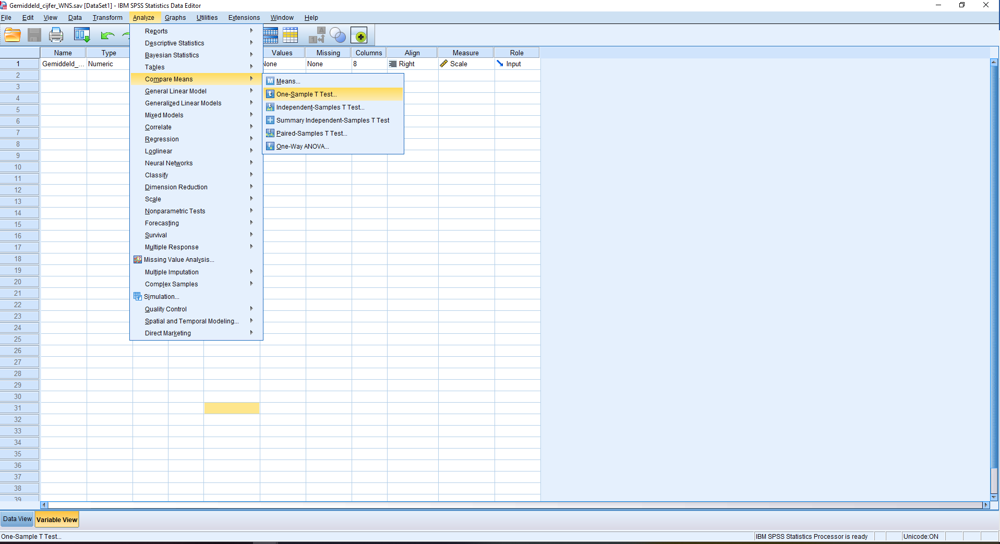 Gemiddeld_cijfer_WNS.sav [DataSet1] - IBM SPSS Statistics Data Editor
File Edit View Data Transform Analyze Graphs Utilities Extensions Window Help
Name Type Values Missing Columns Align Measure Role
1 Gemiddeld_... Numeric None None 8 Right Scale Input
2
3
4
5
6
7
8
9
10
11
12
13
14
15
16
17
18
19
20
21
22
23
24
25
26
27
28
29
30
31
32
33
34
35
36
37
38
39
Reports
Descriptive Statistics
Bayesian Statistics
Tables
Compare Means
General Linear Model
Generalized Linear Models
Mixed Models
Correlate
Regression
Loglinear
Neural Networks
Classify
Dimension Reduction
Scale
Nonparametric Tests
Forecasting
Survival
Multiple Response
Missing Value Analysis...
Multiple Imputation
Complex Samples
Simulation...
Quality Control
Spatial and Temporal Modeling...
Direct Marketing
M Means...
t One-Sample T Test...
Independent-Samples T Test...
Summary Independent-Samples T Test
Paired-Samples T Test...
One-Way ANOVA...
Data View Variable View
One-Sample T Test... IBM SPSS Statistics Processor is ready Unicode:ON